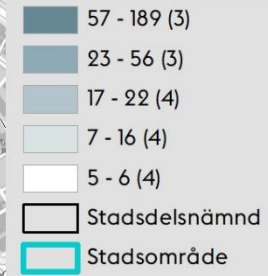 57 - 189 (3)
23 - 56 (3)
17 - 22 (4)
7 - 16 (4)
5 - 6 (4)
Stadsdelsnämnd
Stadsområde